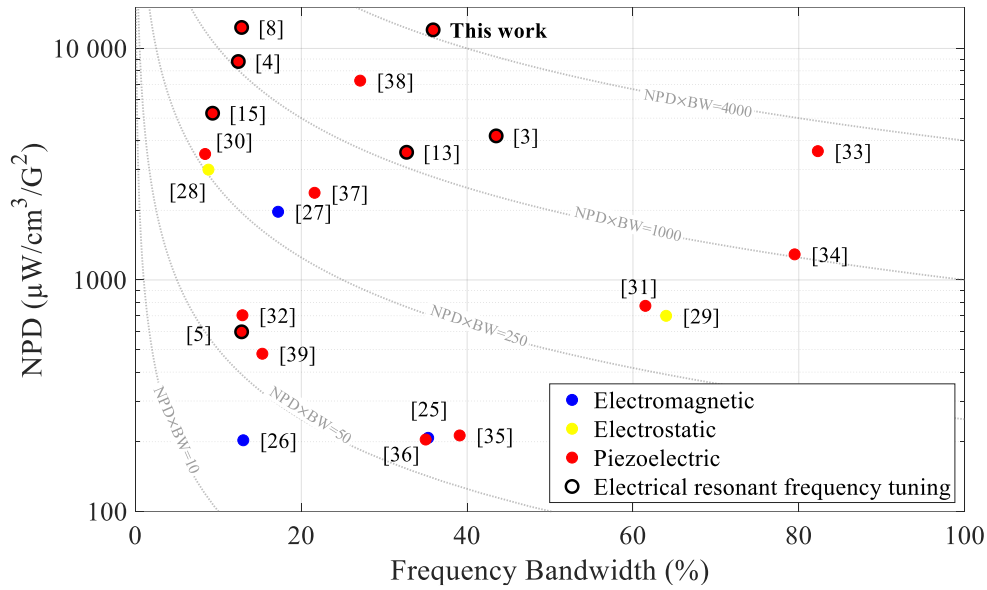 [8]
This work
10 000
[4]
[38]
NPD×BW=4000
[15]
[3]
[30]
[13]
[33]
[28]
[37]
[27]
NPD×BW=1000
[34]
1000
[31]
[32]
[29]
[5]
NPD×BW=250
[39]
NPD×BW=10
NPD×BW=50
[25]
[26]
[36]
[35]
Electromagnetic
Electrostatic
Piezoelectric
Electrical resonant frequency tuning
100
0 20 40 60 80 100
Frequency Bandwidth (%)
NPD (μW/cm³/G²)